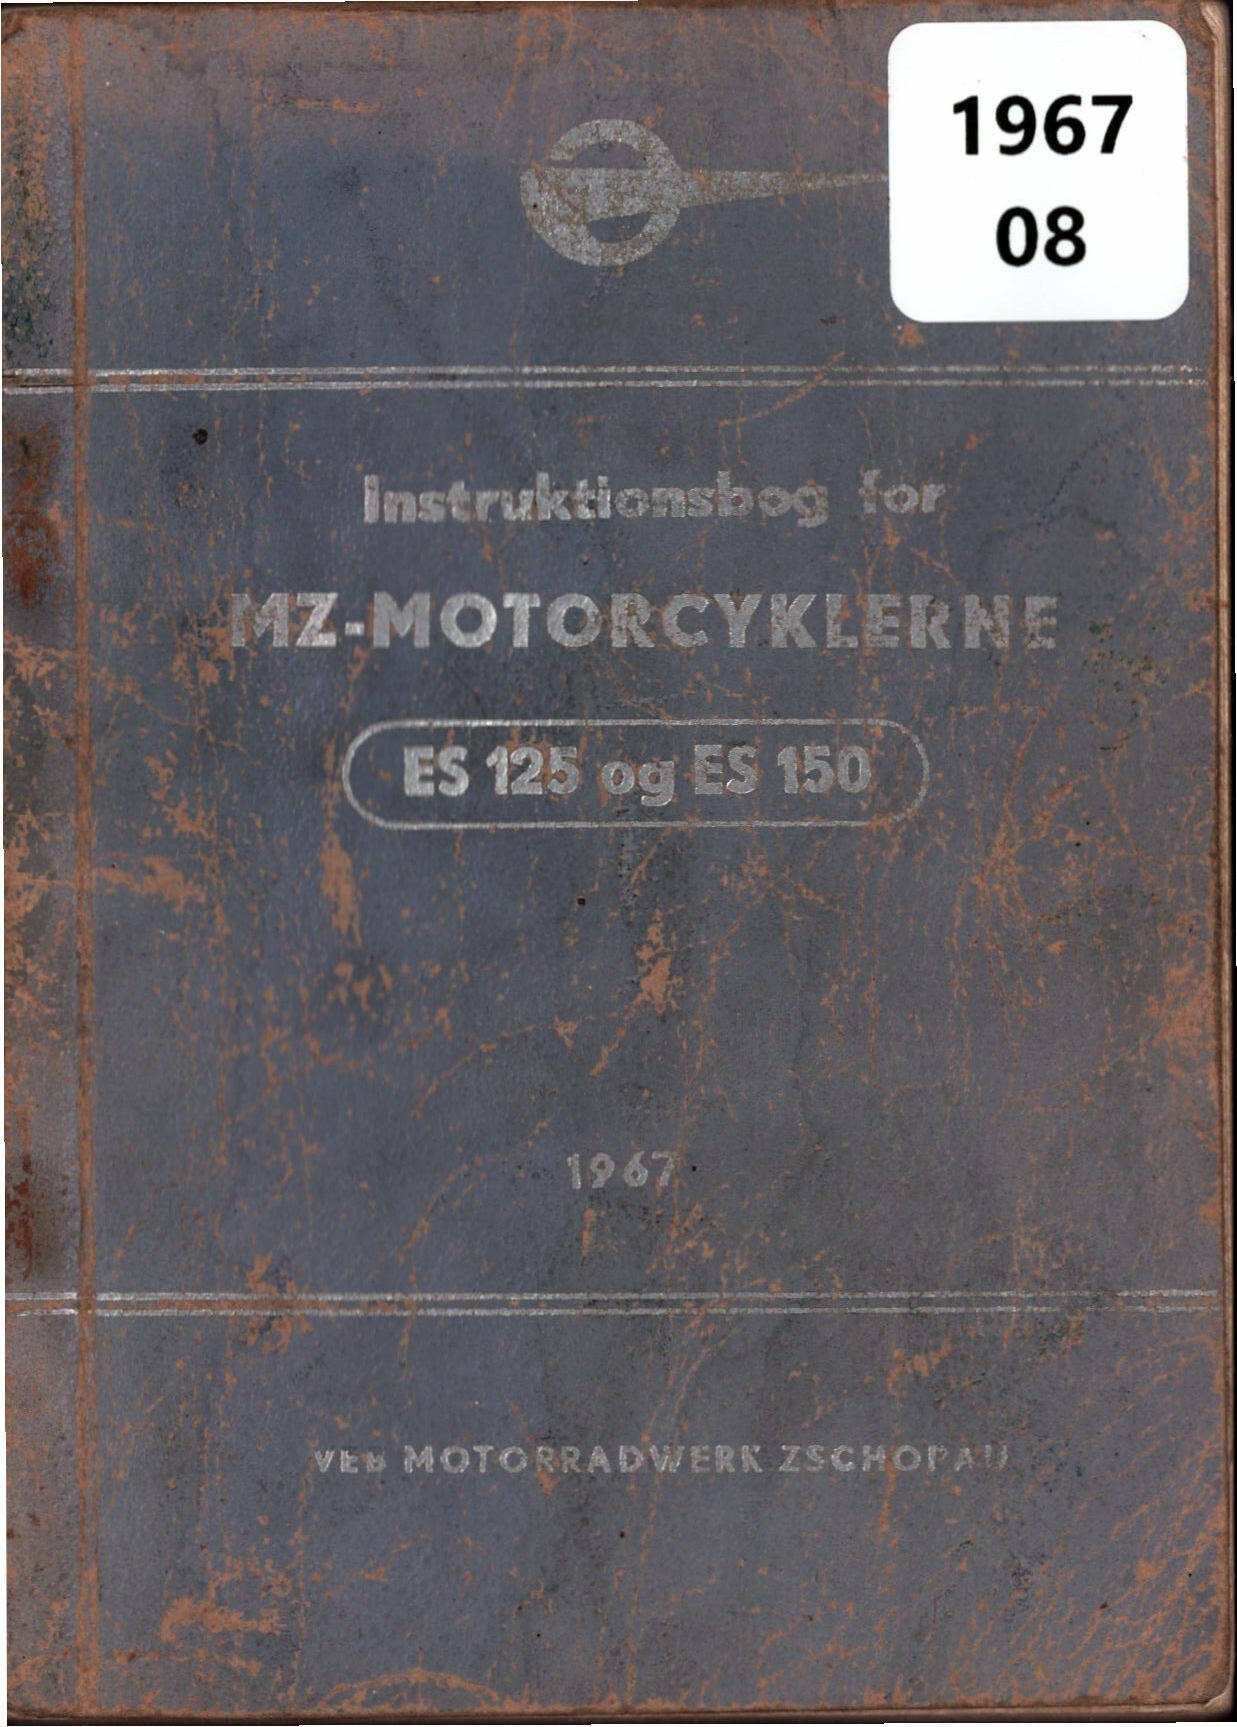 1967
08
Instruktionsbog for
MZ-MOTORCYKLERNE
ES 125 og ES 150
1967
VEB MOTORRADWERK ZSCHOPAU